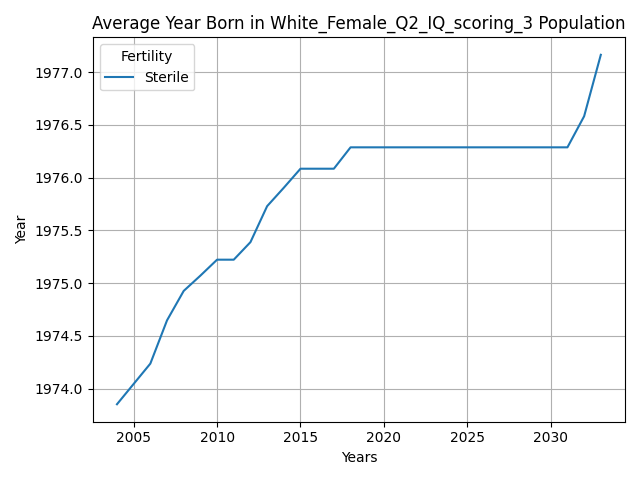 Average Year Born in White_Female_Q2_IQ_scoring_3 Population
Fertility
Sterile
1977.0
1976.5
1976.0
1975.5
1975.0
1974.5
1974.0
Year
2005
2010
2015
2020
2025
2030
Years